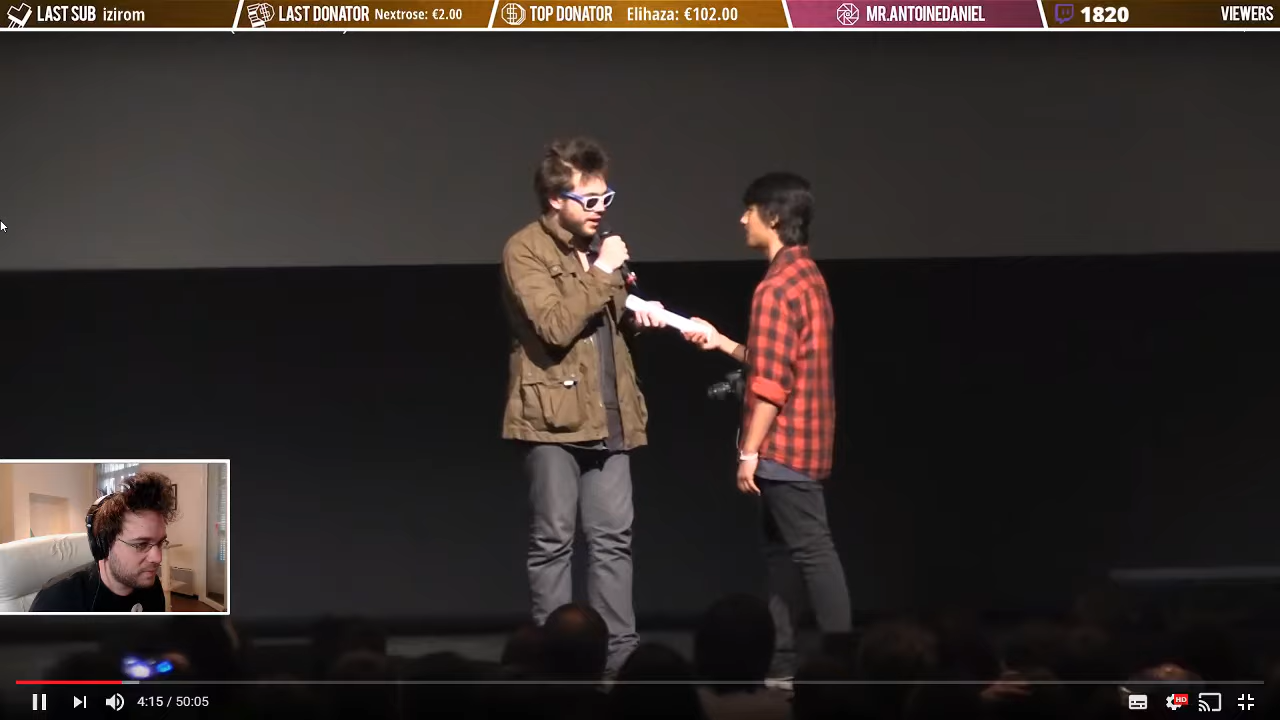 LAST SUB izirom
LAST DONATOR Nextrose: €2.00
TOP DONATOR Elihaza: €102.00
MR.ANTOINEDANIEL
1820 VIEWERS
4:15 / 50:05
HD